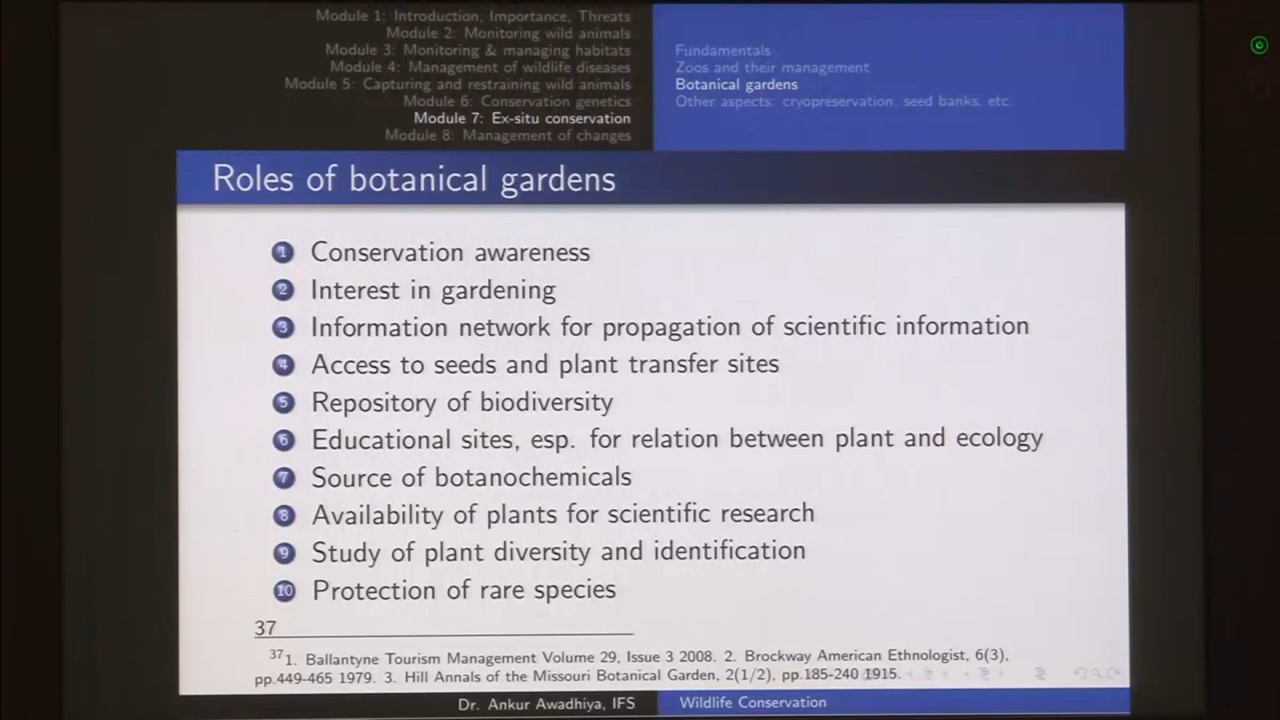 Module 1: Introduction, Importance, Threats
Module 2: Monitoring wild animals
Module 3: Monitoring & managing habitats
Module 4: Management of wildlife diseases
Module 5: Capturing and restraining wild animals
Module 6: Conservation genetics
Module 7: Ex-situ conservation
Module 8: Management of changes
Fundamentals
Zoos and their management
Botanical gardens
Other aspects: cryopreservation, seed banks, etc.
Roles of botanical gardens
1 Conservation awareness
2 Interest in gardening
3 Information network for propagation of scientific information
4 Access to seeds and plant transfer sites
5 Repository of biodiversity
6 Educational sites, esp. for relation between plant and ecology
7 Source of botanochemicals
8 Availability of plants for scientific research
9 Study of plant diversity and identification
10 Protection of rare species
37
37 1. Ballantyne Tourism Management Volume 29, Issue 3 2008. 2. Brockway American Ethnologist, 6(3),
pp.449-465 1979. 3. Hill Annals of the Missouri Botanical Garden, 2(1/2), pp.185-240 1915.
Dr. Ankur Awadhiya, IFS
Wildlife Conservation